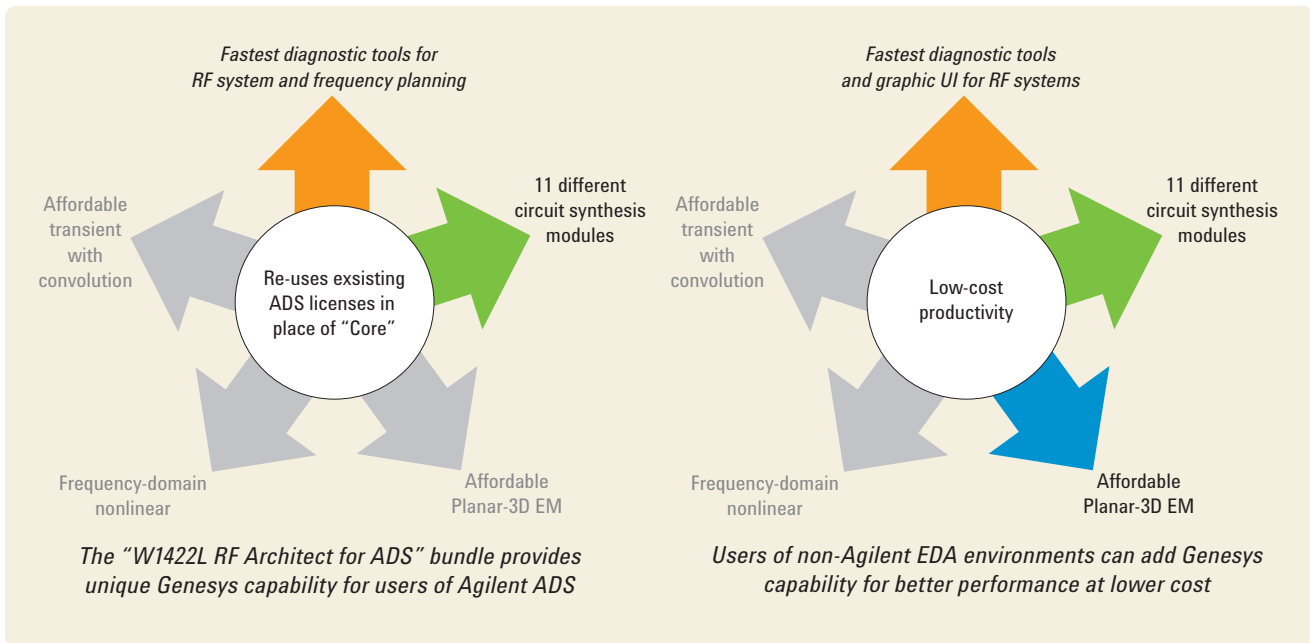 Fastest diagnostic tools for
RF system and frequency planning
11 different
circuit synthesis
modules
Affordable
transient
with
convolution
Re-uses exsisting
ADS licenses in
place of “Core”
Frequency-domain
nonlinear
Affordable
Planar-3D EM
The “W1422L RF Architect for ADS” bundle provides
unique Genesys capability for users of Agilent ADS
Fastest diagnostic tools
and graphic UI for RF systems
11 different
circuit synthesis
modules
Affordable
transient
with
convolution
Low-cost
productivity
Frequency-domain
nonlinear
Affordable
Planar-3D EM
Users of non-Agilent EDA environments can add Genesys
capability for better performance at lower cost